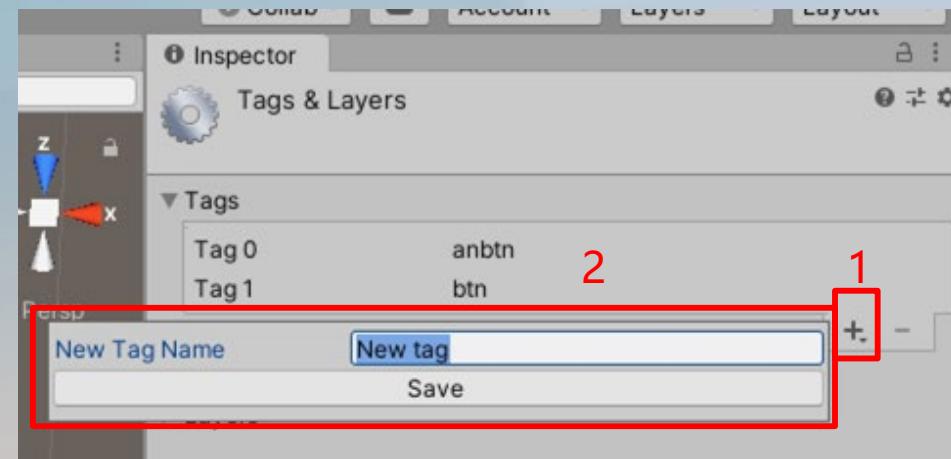 Collab Account Layers Layout
Inspector
Tags & Layers
z
x
Persp
Tags
Tag 0 anbtn
Tag 1 btn
2
1
New Tag Name New tag
Save
Layers